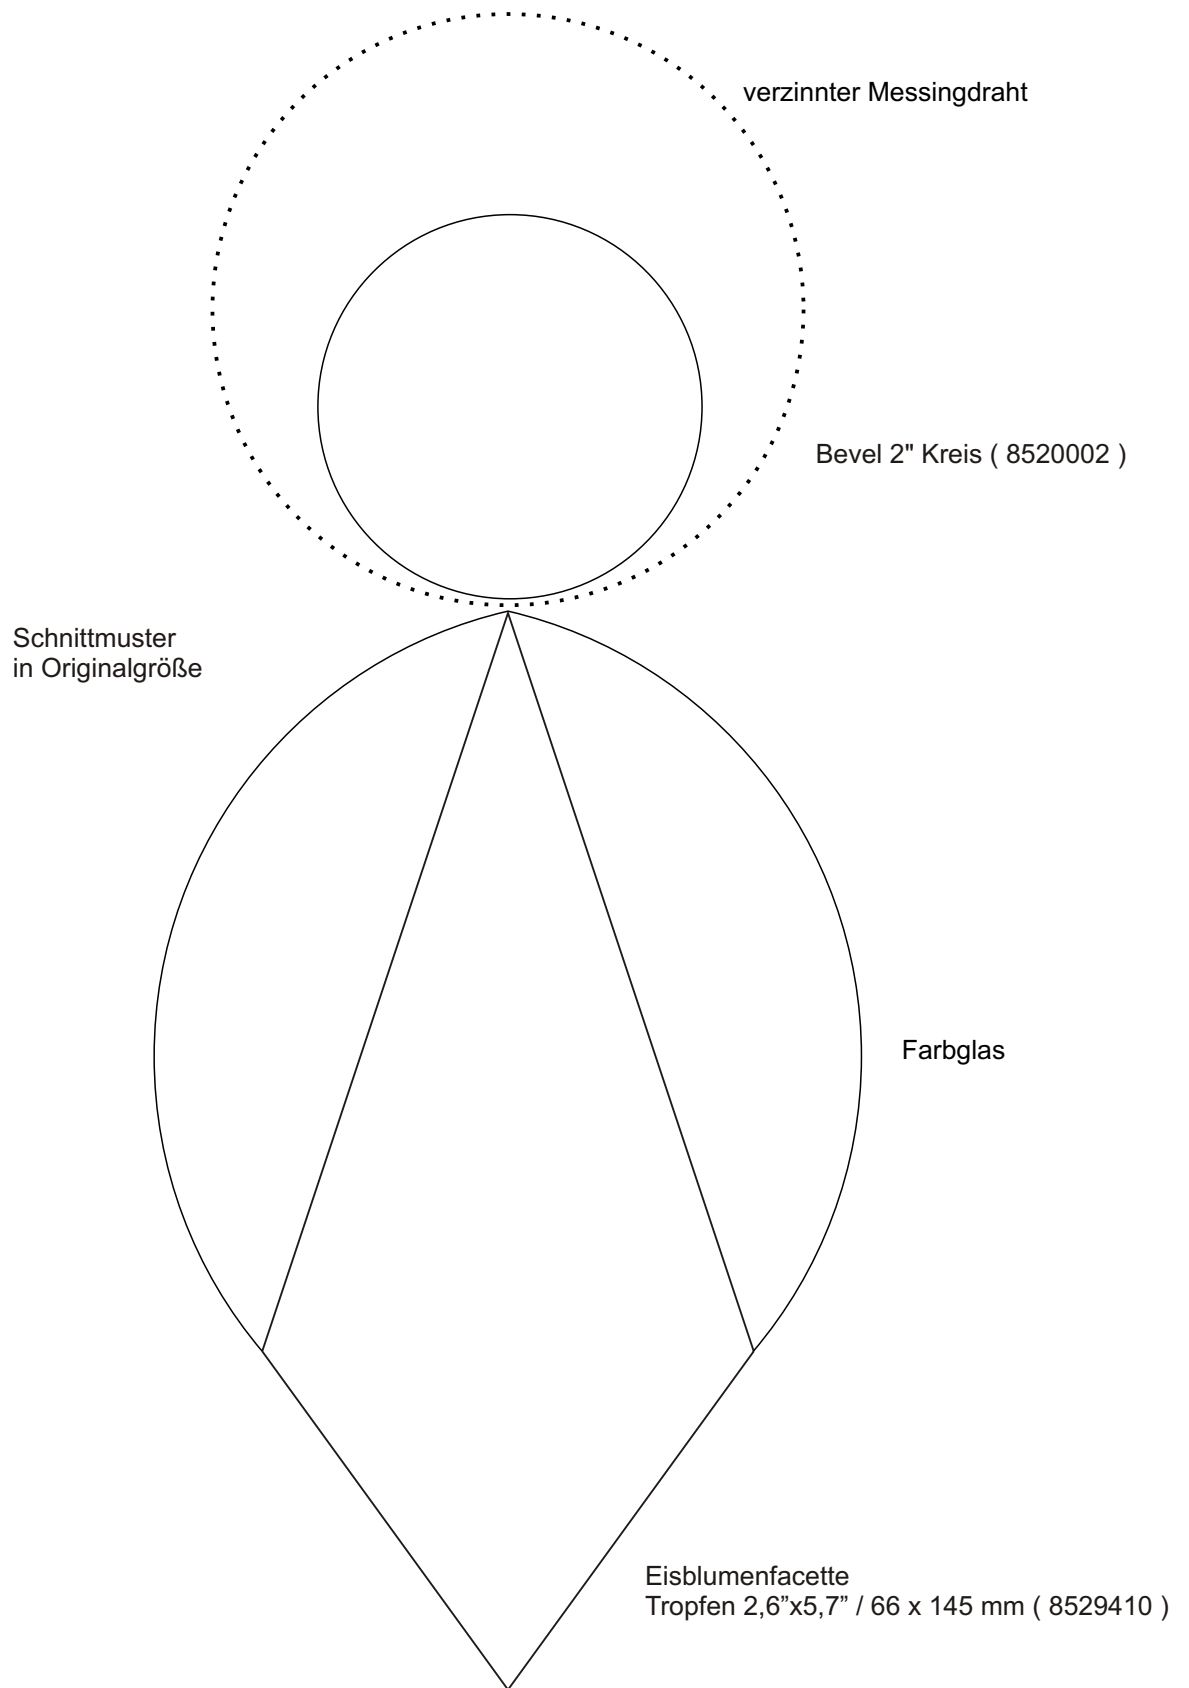 verzinnter Messingdraht
Bevel 2" Kreis ( 8520002 )
Schnittmuster
in Originalgröße
Farbglas
Eisblumenfacette
Tropfen 2,6”x5,7” / 66 x 145 mm ( 8529410 )